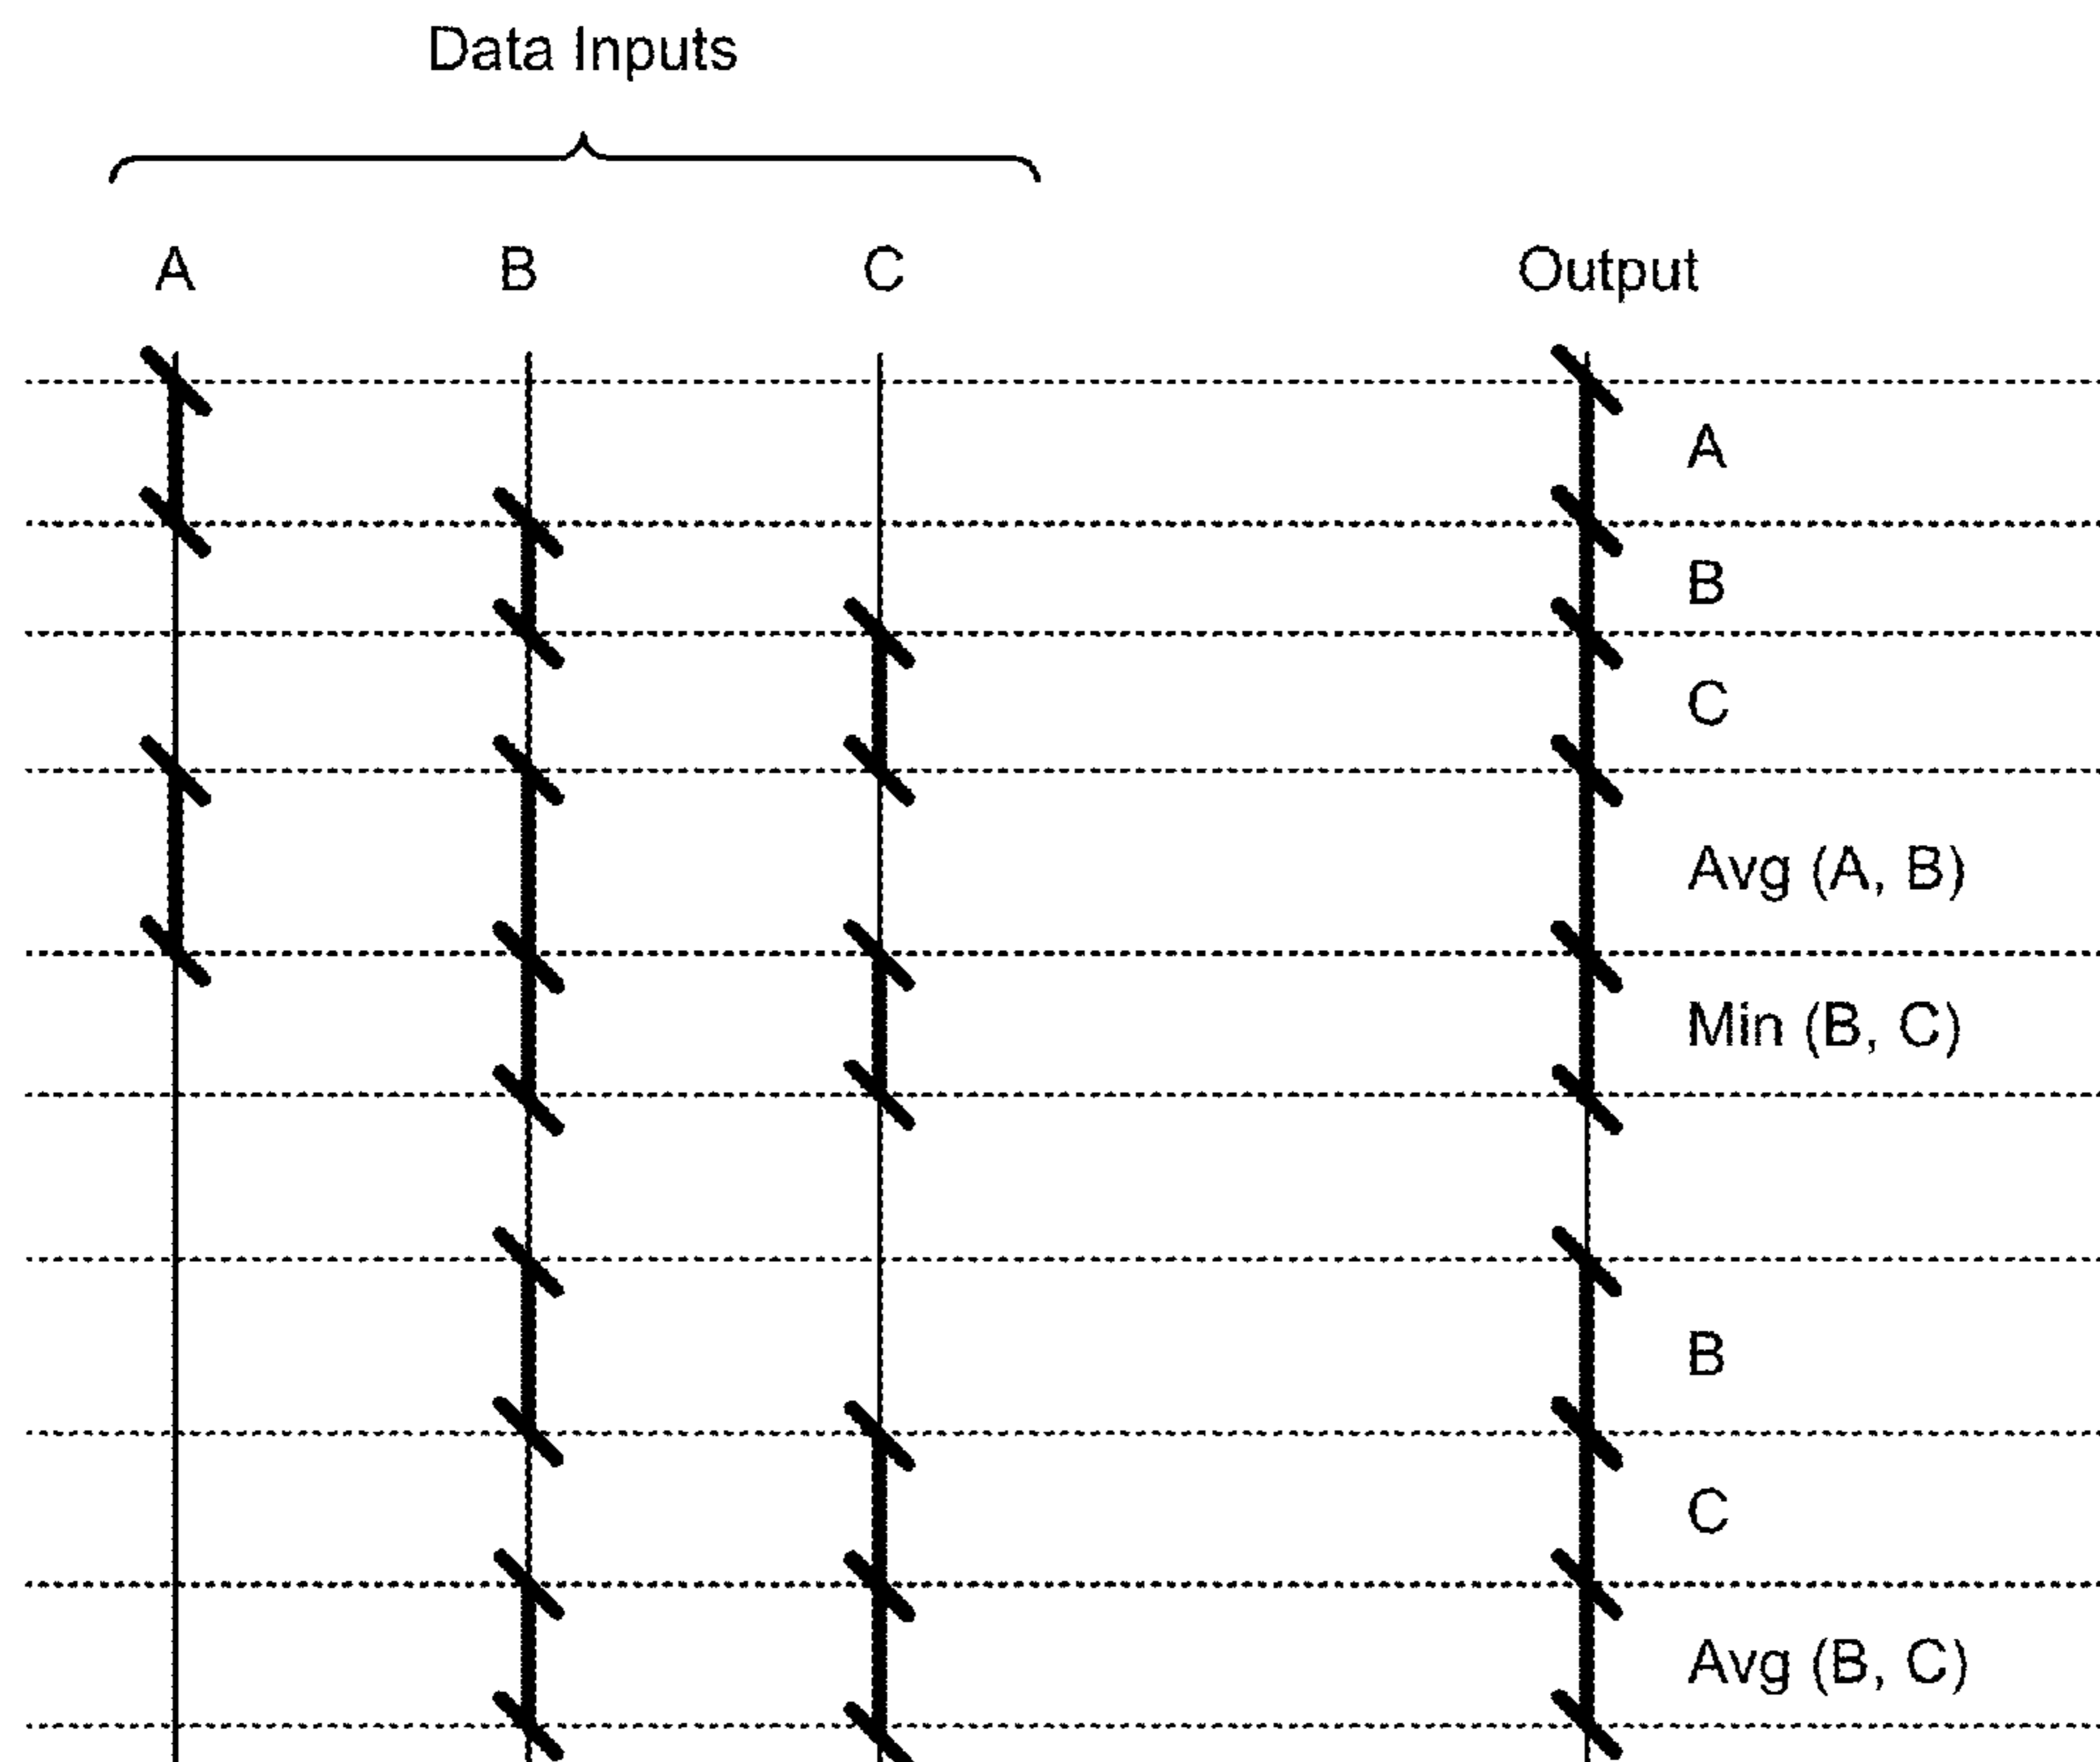 Data Inputs
A B C Output
A
B
C
Avg (A, B)
Min (B, C)
B
C
Avg (B, C)